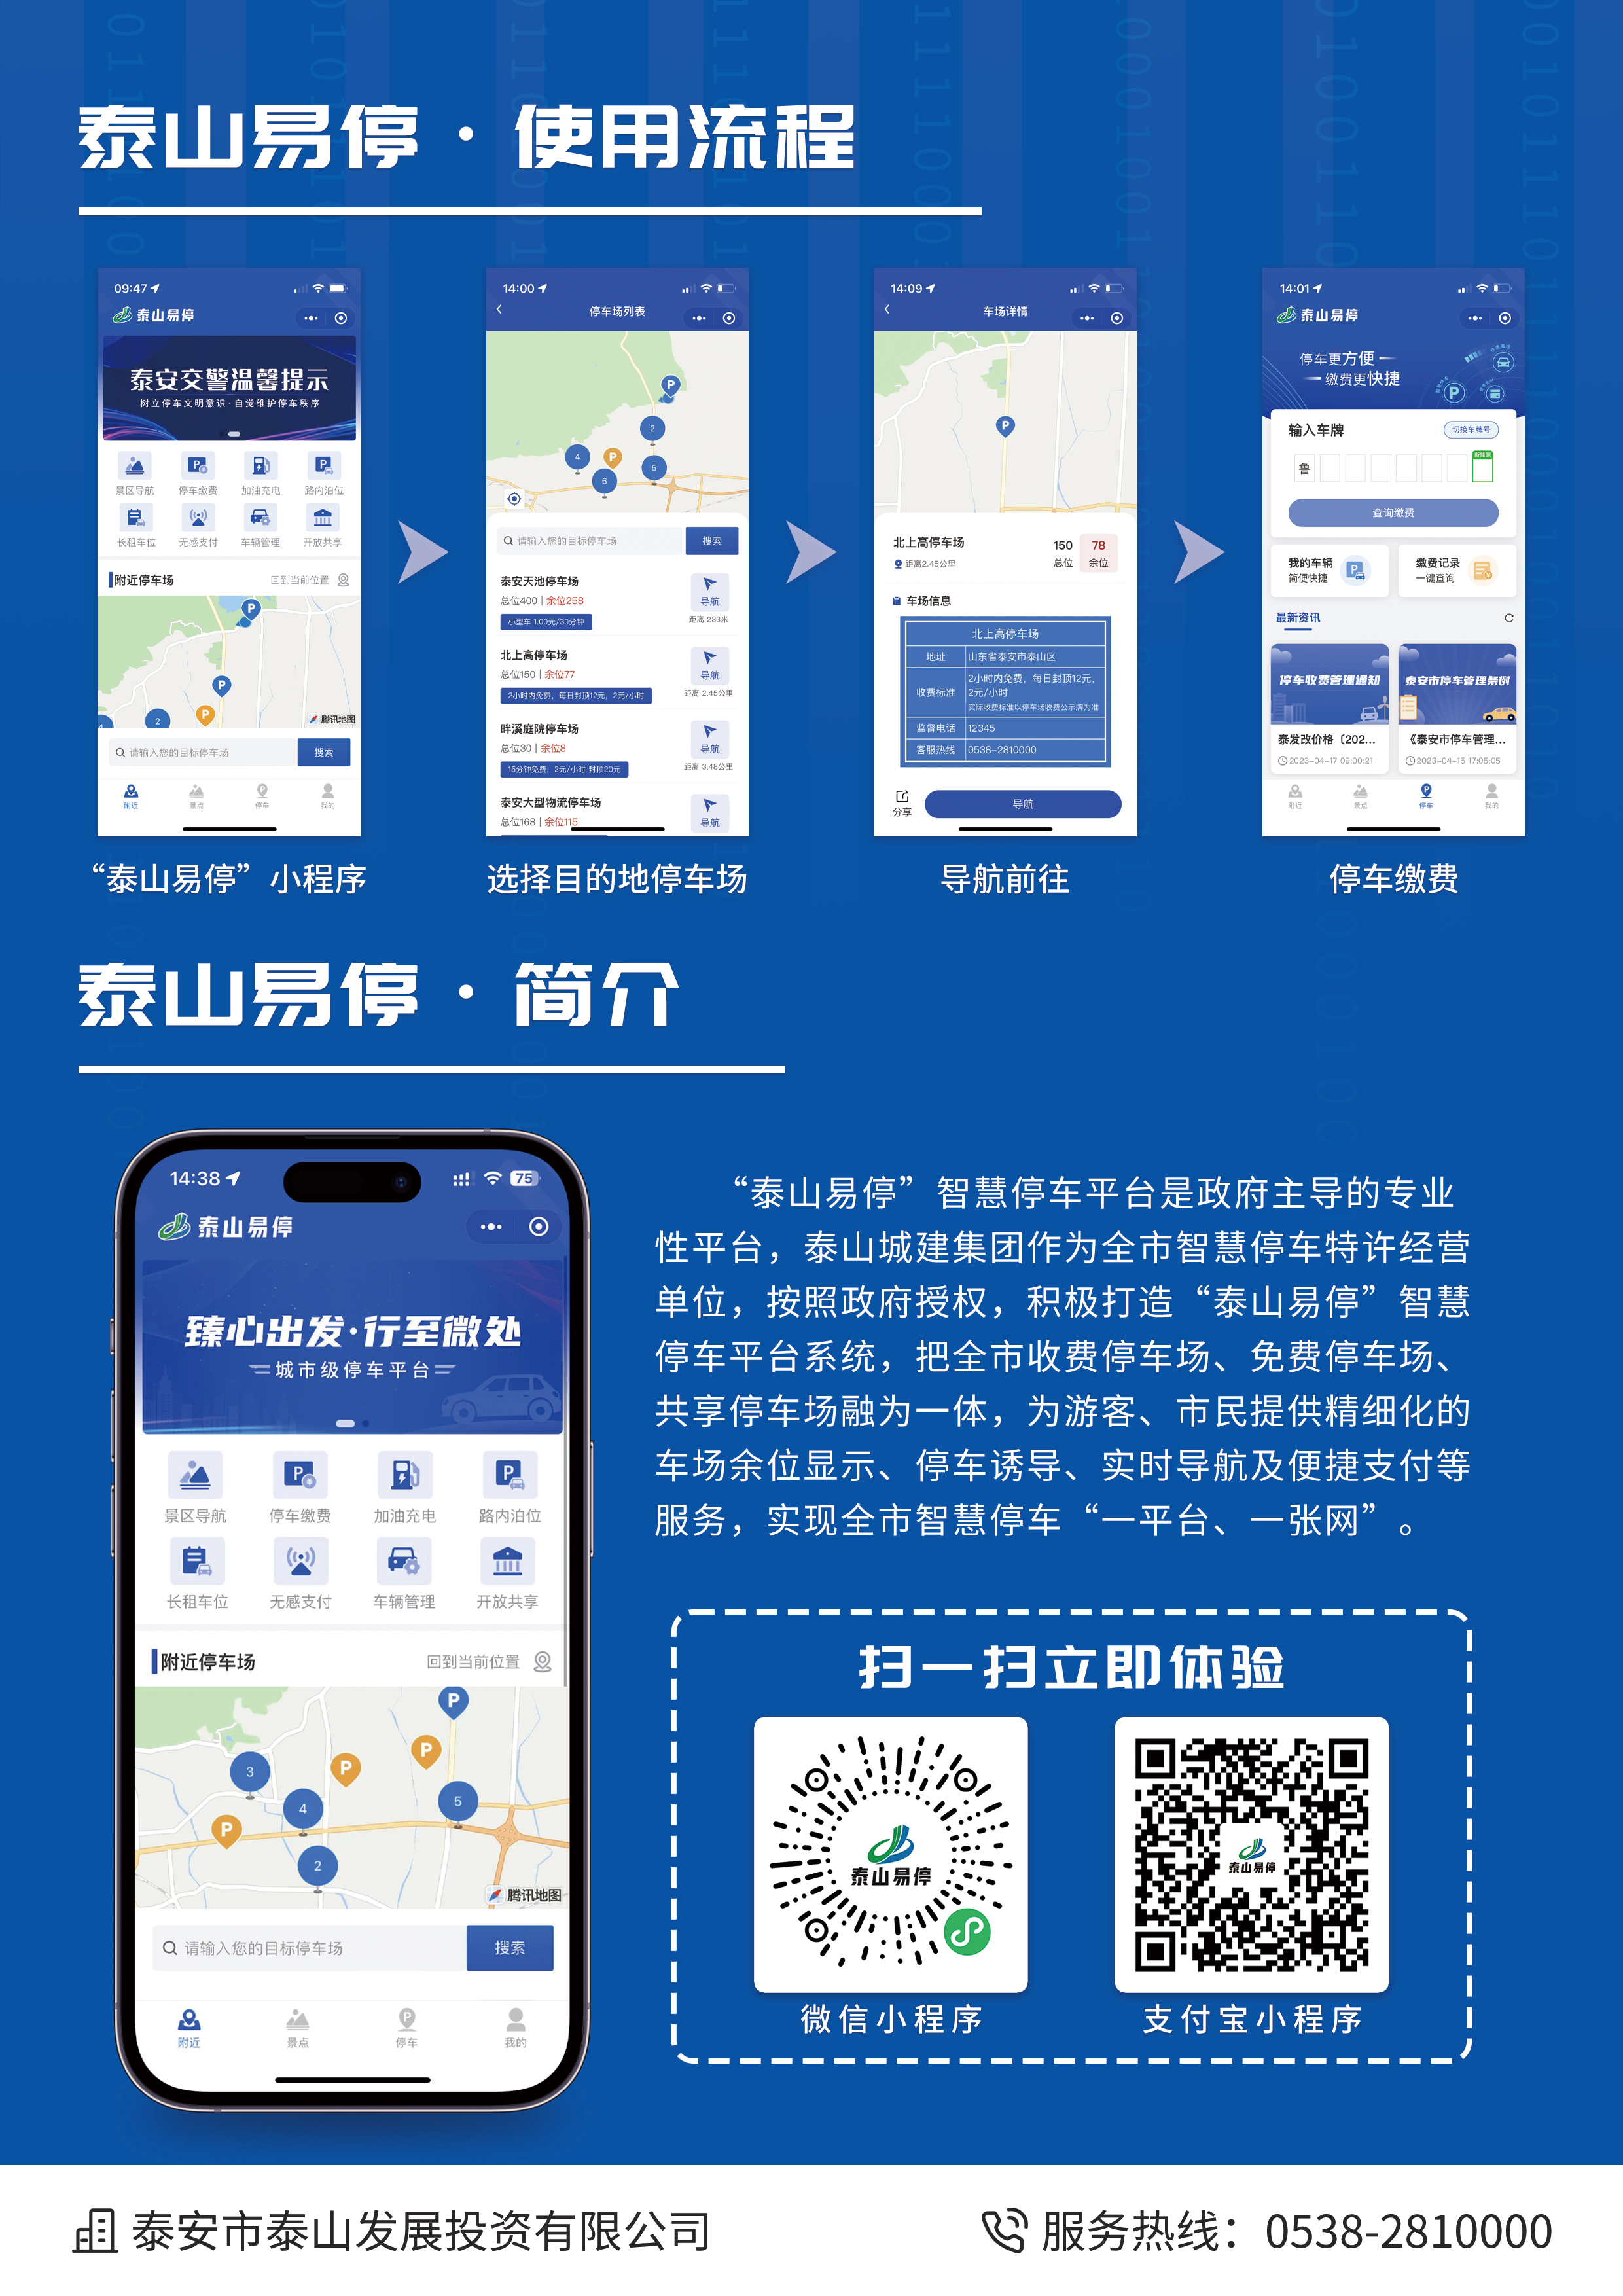 泰山易停·使用流程
09:47
泰山易停
泰安交警温馨提示
树立停车文明意识·自觉维护停车秩序
景区导航 停车缴费 加油充电 路内泊位
长租车位 无感支付 车辆管理 开放共享
附近停车场 回到当前位置
P
P
2 P
腾讯地图
请输入您的目标停车场 搜索
附近 景点 停车 我的
“泰山易停”小程序
14:00
停车场列表
P
2
4 P 5
6
请输入您的目标停车场 搜索
泰安天池停车场
总位400 | 余位258
小型车 1.00元/30分钟
导航
距离 233米
北上高停车场
总位150 | 余位77
2小时内免费，每日封顶12元，2元/小时
导航
距离 2.45公里
畔溪庭院停车场
总位30 | 余位8
15分钟免费，2元/小时 封顶20元
导航
距离 3.48公里
泰安大型物流停车场
总位168 | 余位115
导航
选择目的地停车场
14:09
车场详情
P
北上高停车场 150 78
距离2.45公里 总位 余位
车场信息
北上高停车场
地址 山东省泰安市泰山区
收费标准 2小时内免费，每日封顶12元，
2元/小时
实际收费标准以停车场收费公示牌为准
监督电话 12345
客服热线 0538-2810000
分享 导航
导航前往
14:01
泰山易停
停车更方便
缴费更快捷
P
输入车牌 切换车牌号
鲁 新能源
查询缴费
我的车辆 缴费记录
简便快捷 一键查询
最新资讯
停车收费管理通知 泰安市停车管理条例
泰发改价格〔202... 《泰安市停车管理...
2023-04-17 09:00:21 2023-04-15 17:05:05
附近 景点 停车 我的
停车缴费
泰山易停·简介
14:38 75
泰山易停
臻心出发·行至微处
城市级停车平台
景区导航 停车缴费 加油充电 路内泊位
长租车位 无感支付 车辆管理 开放共享
附近停车场 回到当前位置
P
P
3 P
4 5
P
2
腾讯地图
请输入您的目标停车场 搜索
附近 景点 停车 我的
“泰山易停”智慧停车平台是政府主导的专业
性平台，泰山城建集团作为全市智慧停车特许经营
单位，按照政府授权，积极打造“泰山易停”智慧
停车平台系统，把全市收费停车场、免费停车场、
共享停车场融为一体，为游客、市民提供精细化的
车场余位显示、停车诱导、实时导航及便捷支付等
服务，实现全市智慧停车“一平台、一张网”。
扫一扫立即体验
泰山易停 泰山易停
微信小程序 支付宝小程序
泰安市泰山发展投资有限公司 服务热线：0538-2810000